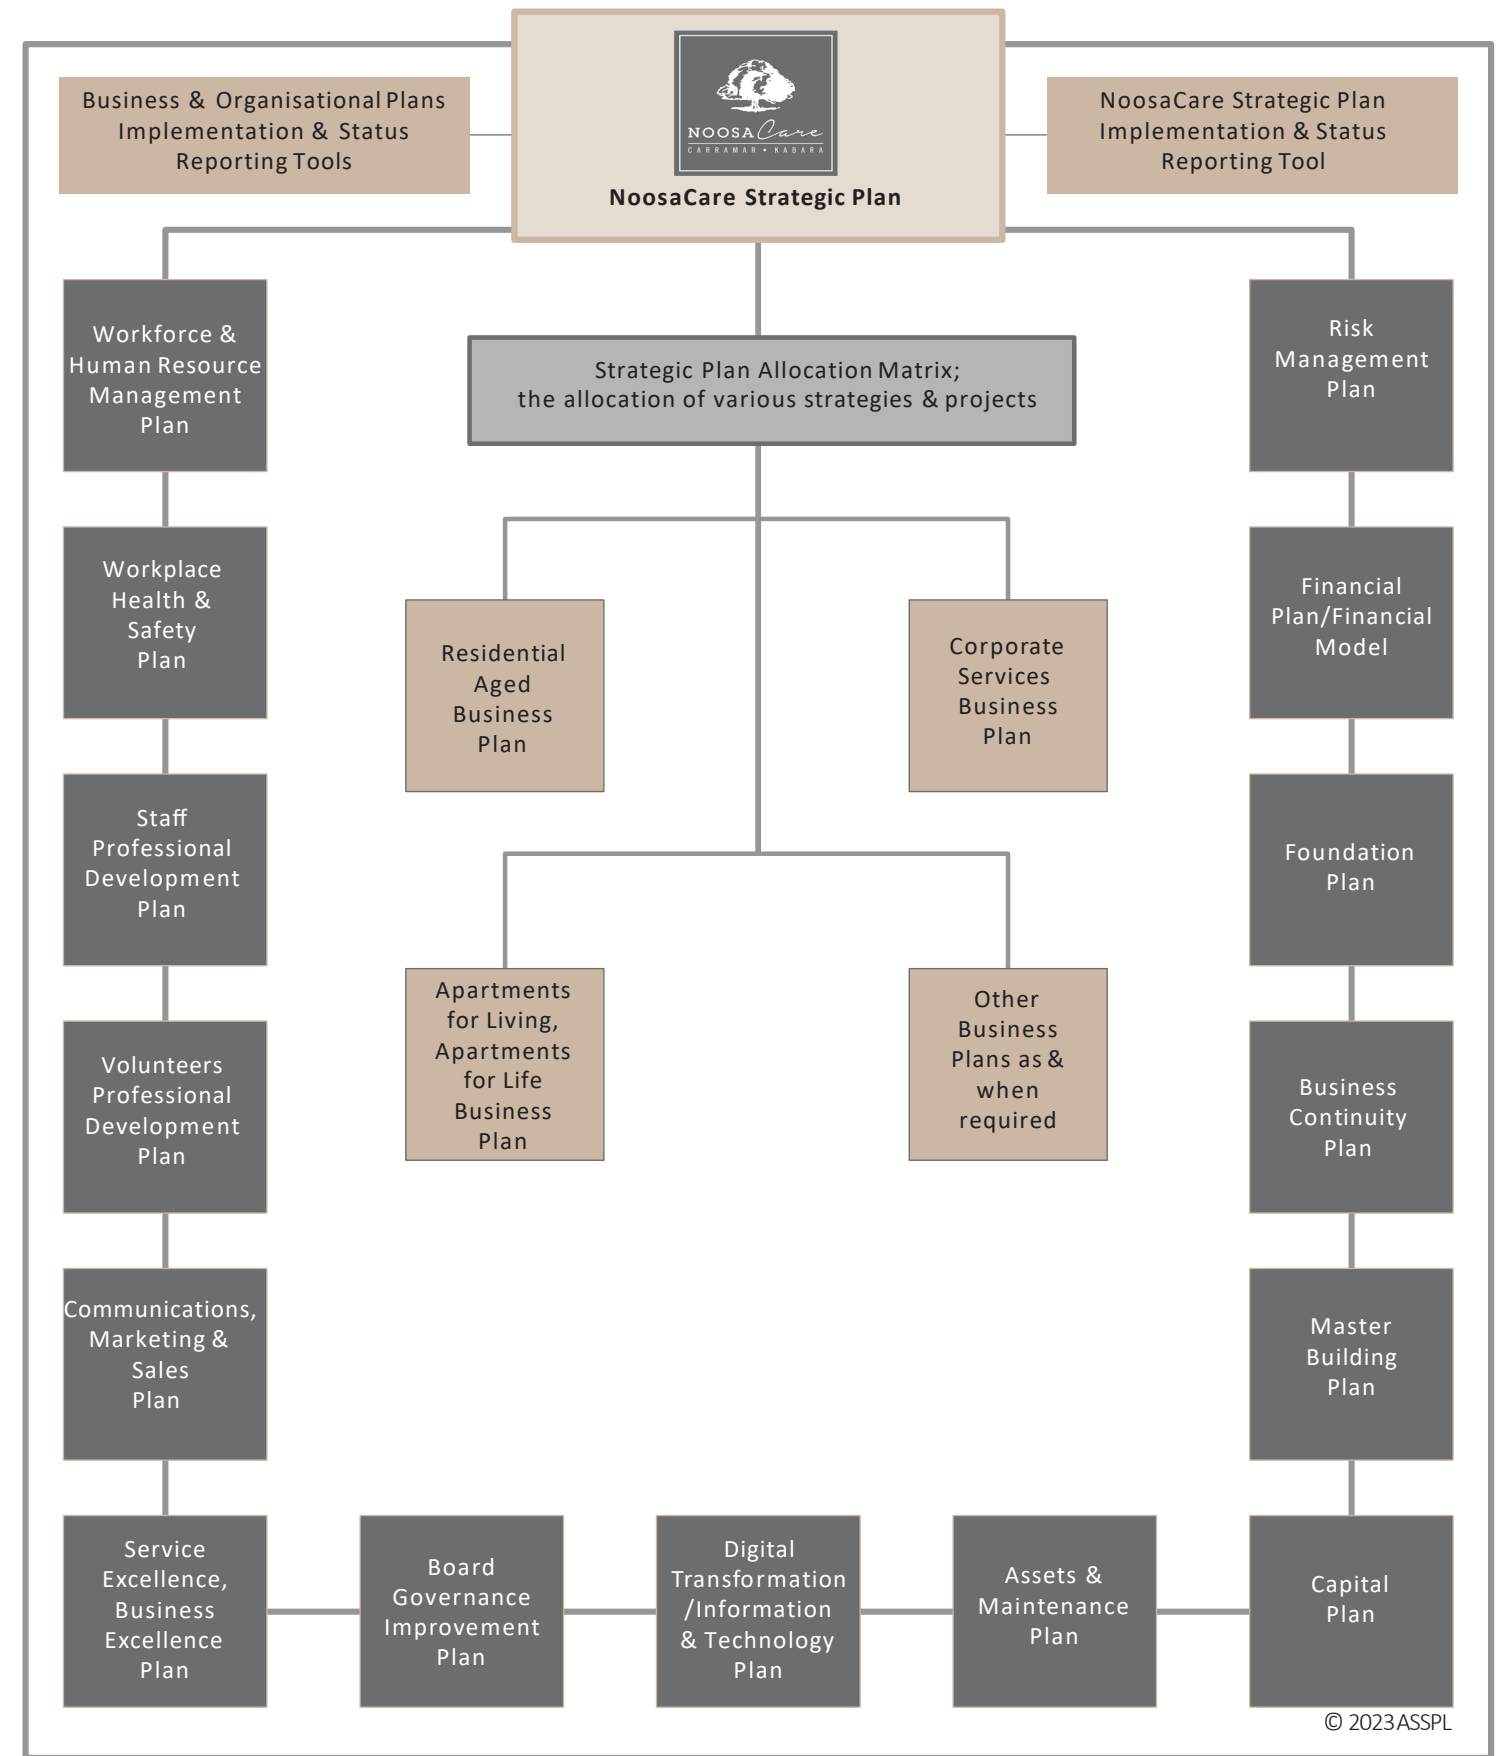 Business & Organisational Plans
Implementation & Status
Reporting Tools
NOOSA Care
CARRAMAR • KABARA
NoosaCare Strategic Plan
NoosaCare Strategic Plan
Implementation & Status
Reporting Tool
Workforce &
Human Resource
Management
Plan
Strategic Plan Allocation Matrix;
the allocation of various strategies & projects
Risk
Management
Plan
Workplace
Health &
Safety
Plan
Residential
Aged
Business
Plan
Corporate
Services
Business
Plan
Financial
Plan/Financial
Model
Staff
Professional
Development
Plan
Foundation
Plan
Volunteers
Professional
Development
Plan
Apartments
for Living,
Apartments
for Life
Business
Plan
Other
Business
Plans as &
when
required
Business
Continuity
Plan
Communications,
Marketing &
Sales
Plan
Master
Building
Plan
Service
Excellence,
Business
Excellence
Plan
Board
Governance
Improvement
Plan
Digital
Transformation
/Information
& Technology
Plan
Assets &
Maintenance
Plan
Capital
Plan
© 2023 ASSPL